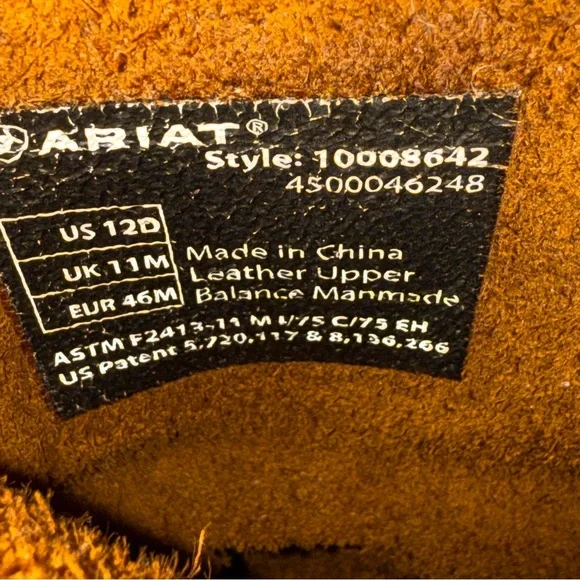 ARIAT®
Style: 10008642
4500046248
US 12D
UK 11M
EUR 46M
Made in China
Leather Upper
Balance Manmade
ASTM F2413-11 M I/75 C/75 EH
US Patent 5,720,117 & 8,136,266